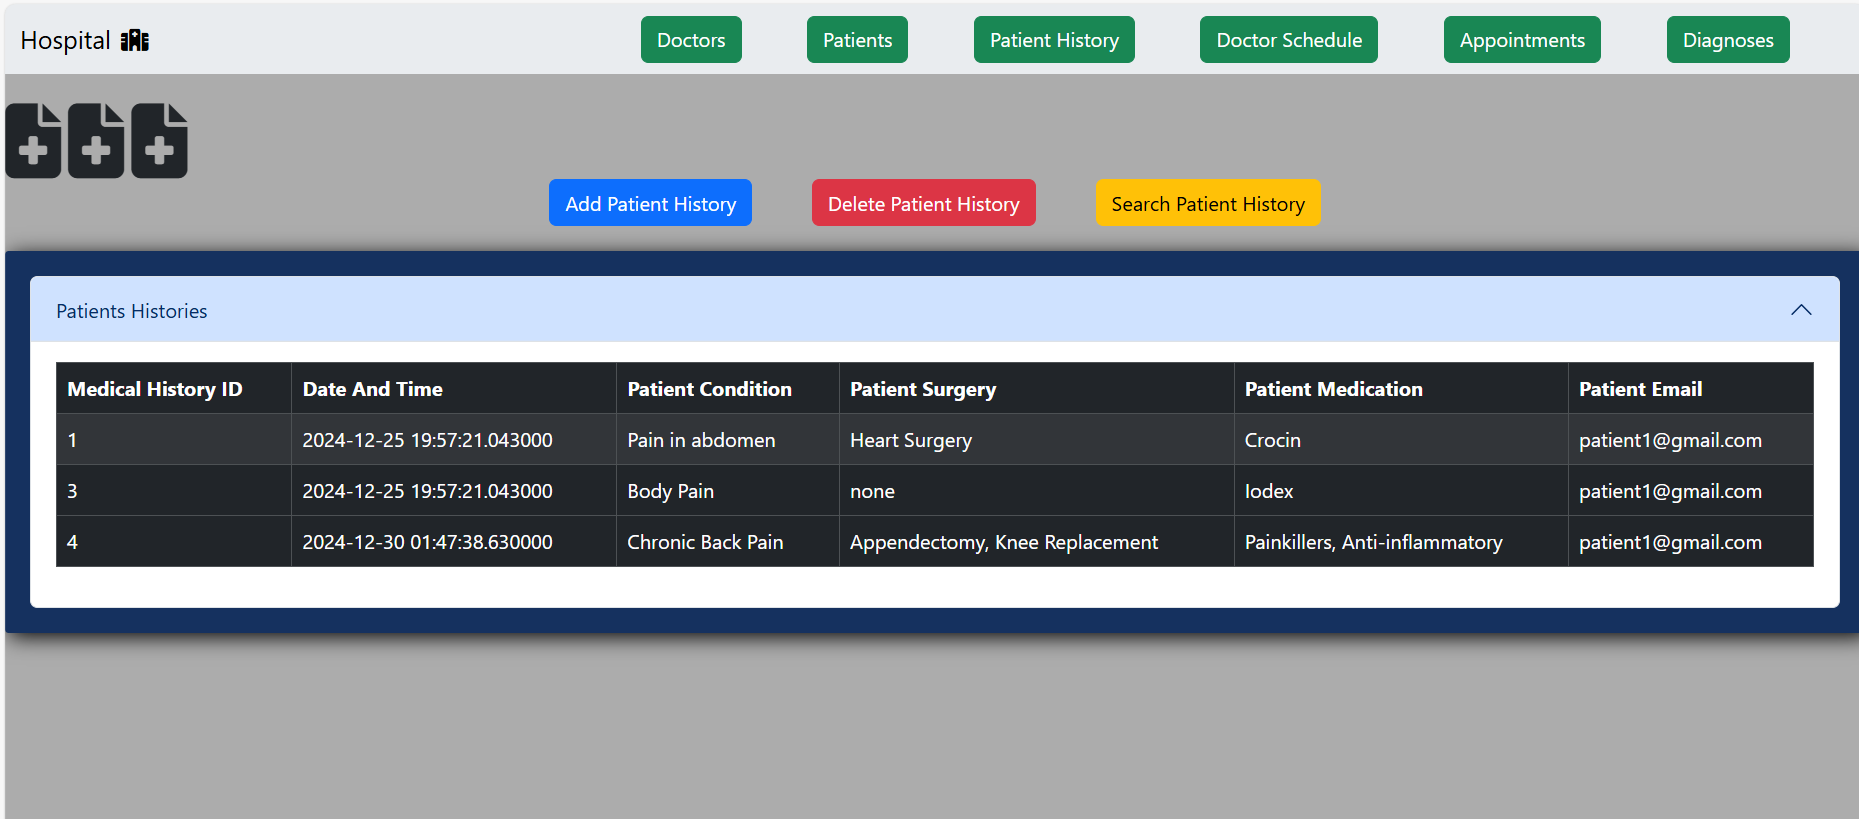 Hospital Doctors Patients Patient History Doctor Schedule Appointments Diagnoses
Add Patient History Delete Patient History Search Patient History
Patients Histories
Medical History ID Date And Time Patient Condition Patient Surgery Patient Medication Patient Email
1 2024-12-25 19:57:21.043000 Pain in abdomen Heart Surgery Crocin patient1@gmail.com
3 2024-12-25 19:57:21.043000 Body Pain none Iodex patient1@gmail.com
4 2024-12-30 01:47:38.630000 Chronic Back Pain Appendectomy, Knee Replacement Painkillers, Anti-inflammatory patient1@gmail.com